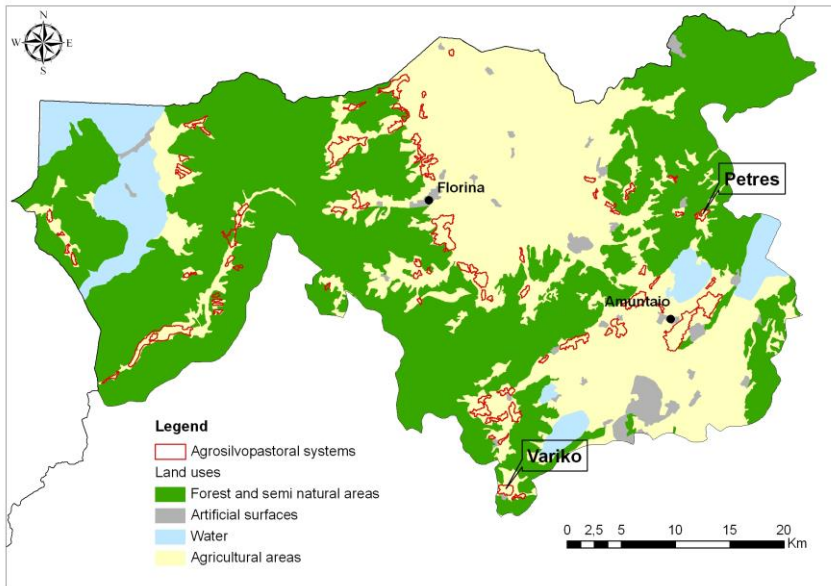 N
W E
S
Petres
Florina
Amuntaio
Legend
Agrosilvopastoral systems
Land uses
Forest and semi natural areas
Artificial surfaces
Water
Agricultural areas
Variko
0 2,5 5 10 15 20
Km